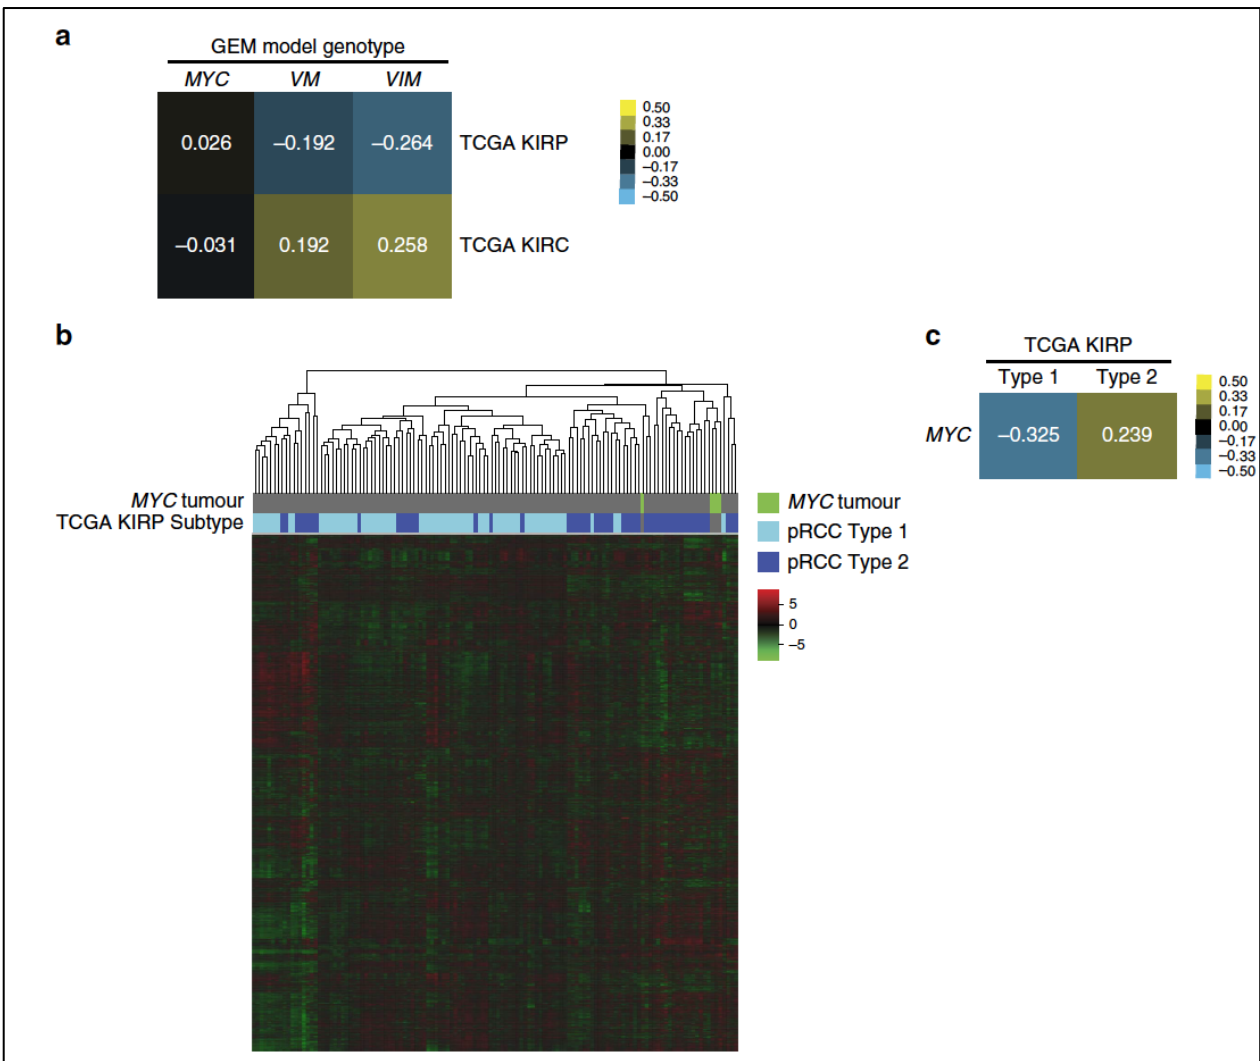 a
GEM model genotype
MYC VM VIM
0.026 −0.192 −0.264 TCGA KIRP
−0.031 0.192 0.258 TCGA KIRC
0.50
0.33
0.17
0.00
−0.17
−0.33
−0.50
b
MYC tumour
TCGA KIRP Subtype
MYC tumour
pRCC Type 1
pRCC Type 2
5
0
−5
c
TCGA KIRP
Type 1 Type 2
MYC −0.325 0.239
0.50
0.33
0.17
0.00
−0.17
−0.33
−0.50